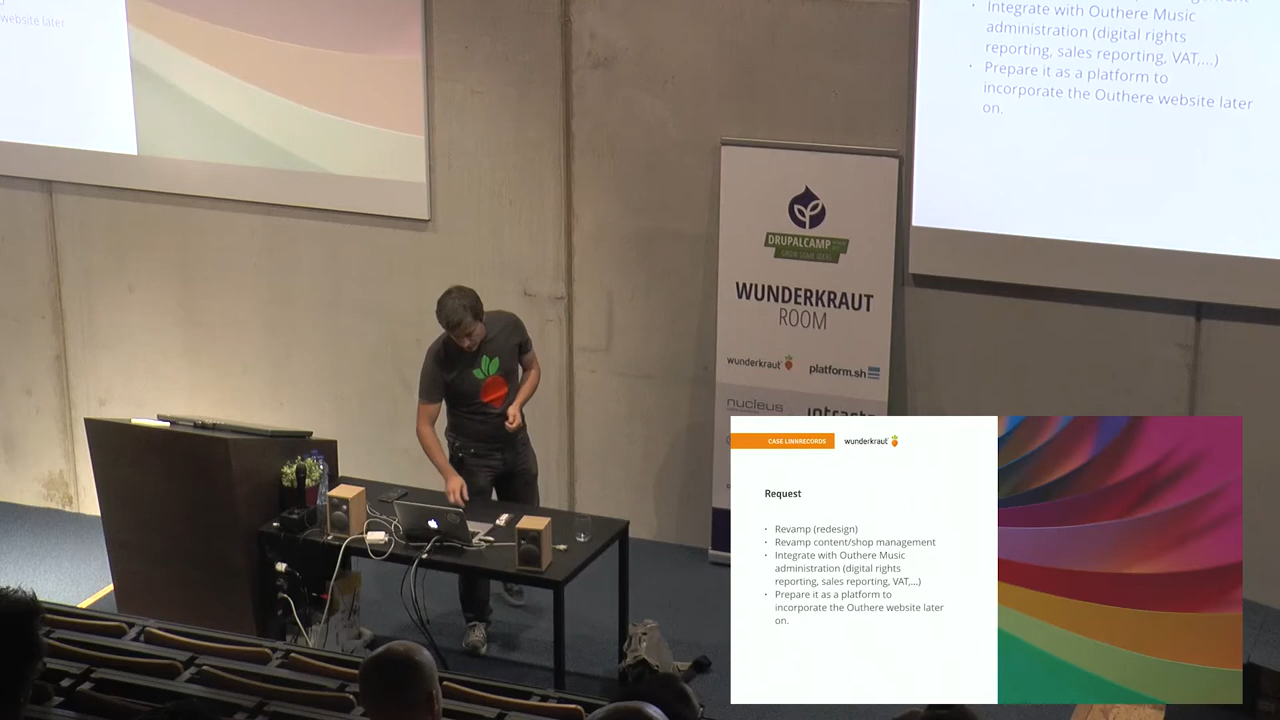 website later
Integrate with Outhere Music
administration (digital rights
reporting, sales reporting, VAT,...)
Prepare it as a platform to
incorporate the Outhere website later
on.
DRUPALCAMP
GROW SOME IDEAS
WUNDERKRAUT
ROOM
wunderkraut
platform.sh
nucleus
CASE LINNRECORDS
wunderkraut
Request
· Revamp (redesign)
· Revamp content/shop management
· Integrate with Outhere Music
administration (digital rights
reporting, sales reporting, VAT,...)
· Prepare it as a platform to
incorporate the Outhere website later
on.